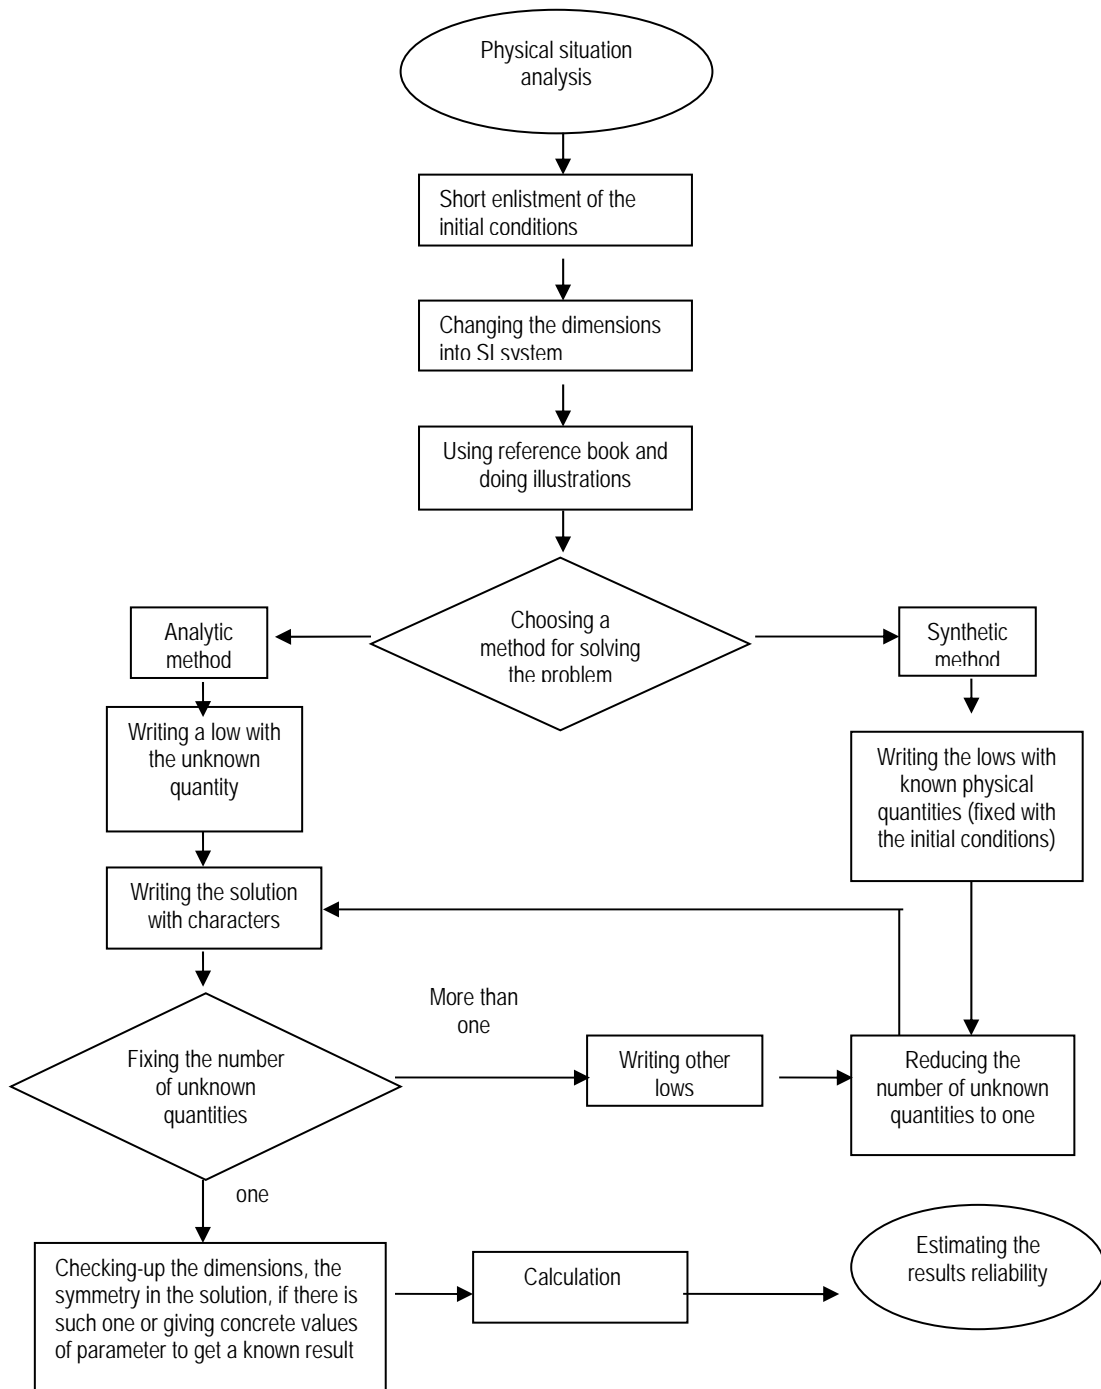 Physical situation
analysis
Short enlistment of the
initial conditions
Changing the dimensions
into SI system
Using reference book and
doing illustrations
Choosing a
method for solving
the problem
Analytic
method
Synthetic
method
Writing a low with
the unknown
quantity
Writing the lows with
known physical
quantities (fixed with
the initial conditions)
Writing the solution
with characters
More than
one
Fixing the number
of unknown
quantities
Writing other
lows
Reducing the
number of unknown
quantities to one
one
Checking-up the dimensions, the
symmetry in the solution, if there is
such one or giving concrete values
of parameter to get a known result
Calculation
Estimating the
results reliability